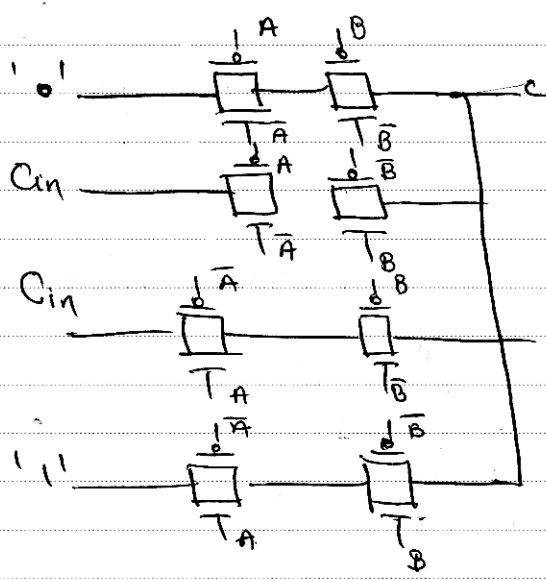 A B
'0' C
A̅ B̅
Cin A B̅
A̅ B
Cin A̅ B
A B̅
'1' A̅ B̅
A B